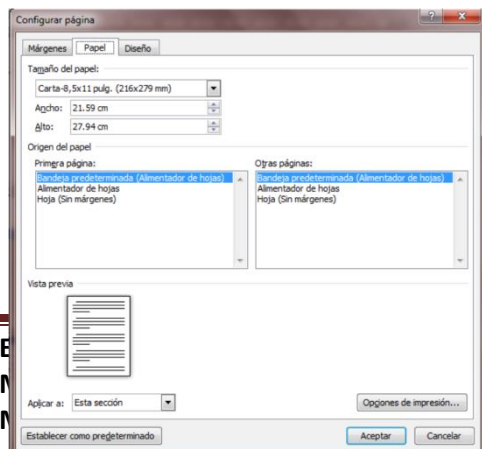 Configurar página
Márgenes Papel Diseño
Tamaño del papel:
Carta-8,5x11 pulg. (216x279 mm)
Ancho: 21.59 cm
Alto: 27.94 cm
Origen del papel
Primera página: Otras páginas:
Bandeja predeterminada (Alimentador de hojas) Bandeja predeterminada (Alimentador de hojas)
Alimentador de hojas Alimentador de hojas
Hoja (Sin márgenes) Hoja (Sin márgenes)
Vista previa
Aplicar a: Esta sección Opciones de impresión...
Establecer como predeterminado Aceptar Cancelar